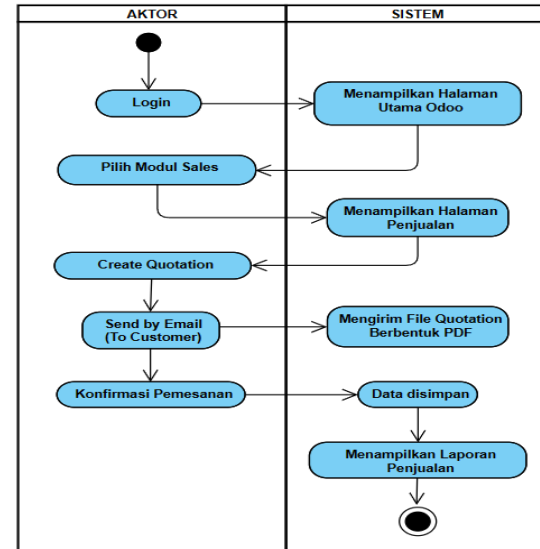 AKTOR
SISTEM
Login
Menampilkan Halaman
Utama Odoo
Pilih Modul Sales
Menampilkan Halaman
Penjualan
Create Quotation
Send by Email
(To Customer)
Mengirim File Quotation
Berbentuk PDF
Konfirmasi Pemesanan
Data disimpan
Menampilkan Laporan
Penjualan